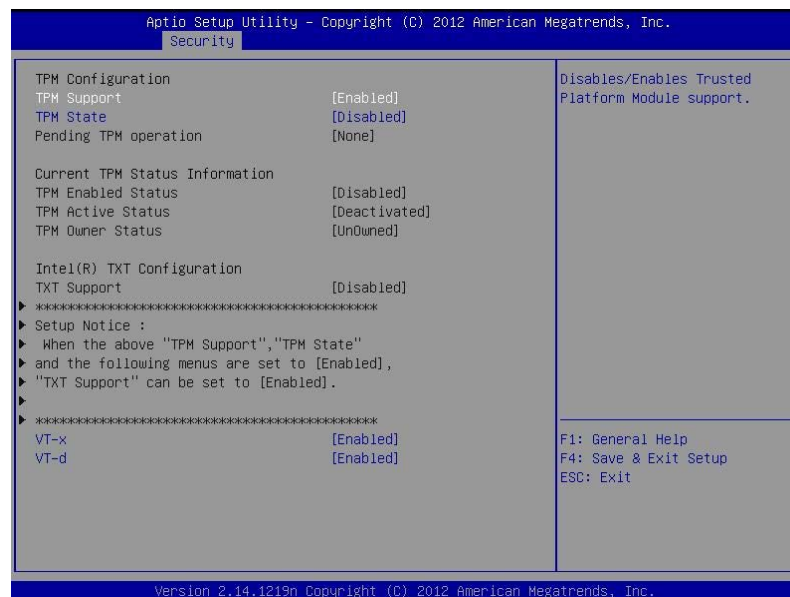 Aptio Setup Utility – Copyright (C) 2012 American Megatrends, Inc.
Security
TPM Configuration
TPM Support [Enabled]
TPM State [Disabled]
Pending TPM operation [None]
Current TPM Status Information
TPM Enabled Status [Disabled]
TPM Active Status [Deactivated]
TPM Owner Status [UnOwned]
Intel(R) TXT Configuration
TXT Support [Disabled]
**********************************************
Setup Notice :
When the above "TPM Support","TPM State"
and the following menus are set to [Enabled],
"TXT Support" can be set to [Enabled].
**********************************************
VT-x [Enabled]
VT-d [Enabled]
Disables/Enables Trusted
Platform Module support.
F1: General Help
F4: Save & Exit Setup
ESC: Exit
Version 2.14.1219n Copyright (C) 2012 American Megatrends, Inc.